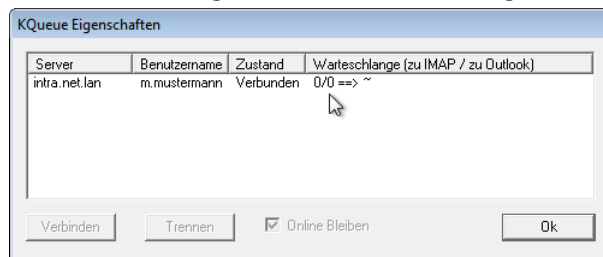 KQueue Eigenschaften
Server Benutzername Zustand Warteschlange (zu IMAP / zu Outlook)
intra.net.lan m.mustermann Verbunden 0/0 ==> ~
Verbinden Trennen Online Bleiben Ok